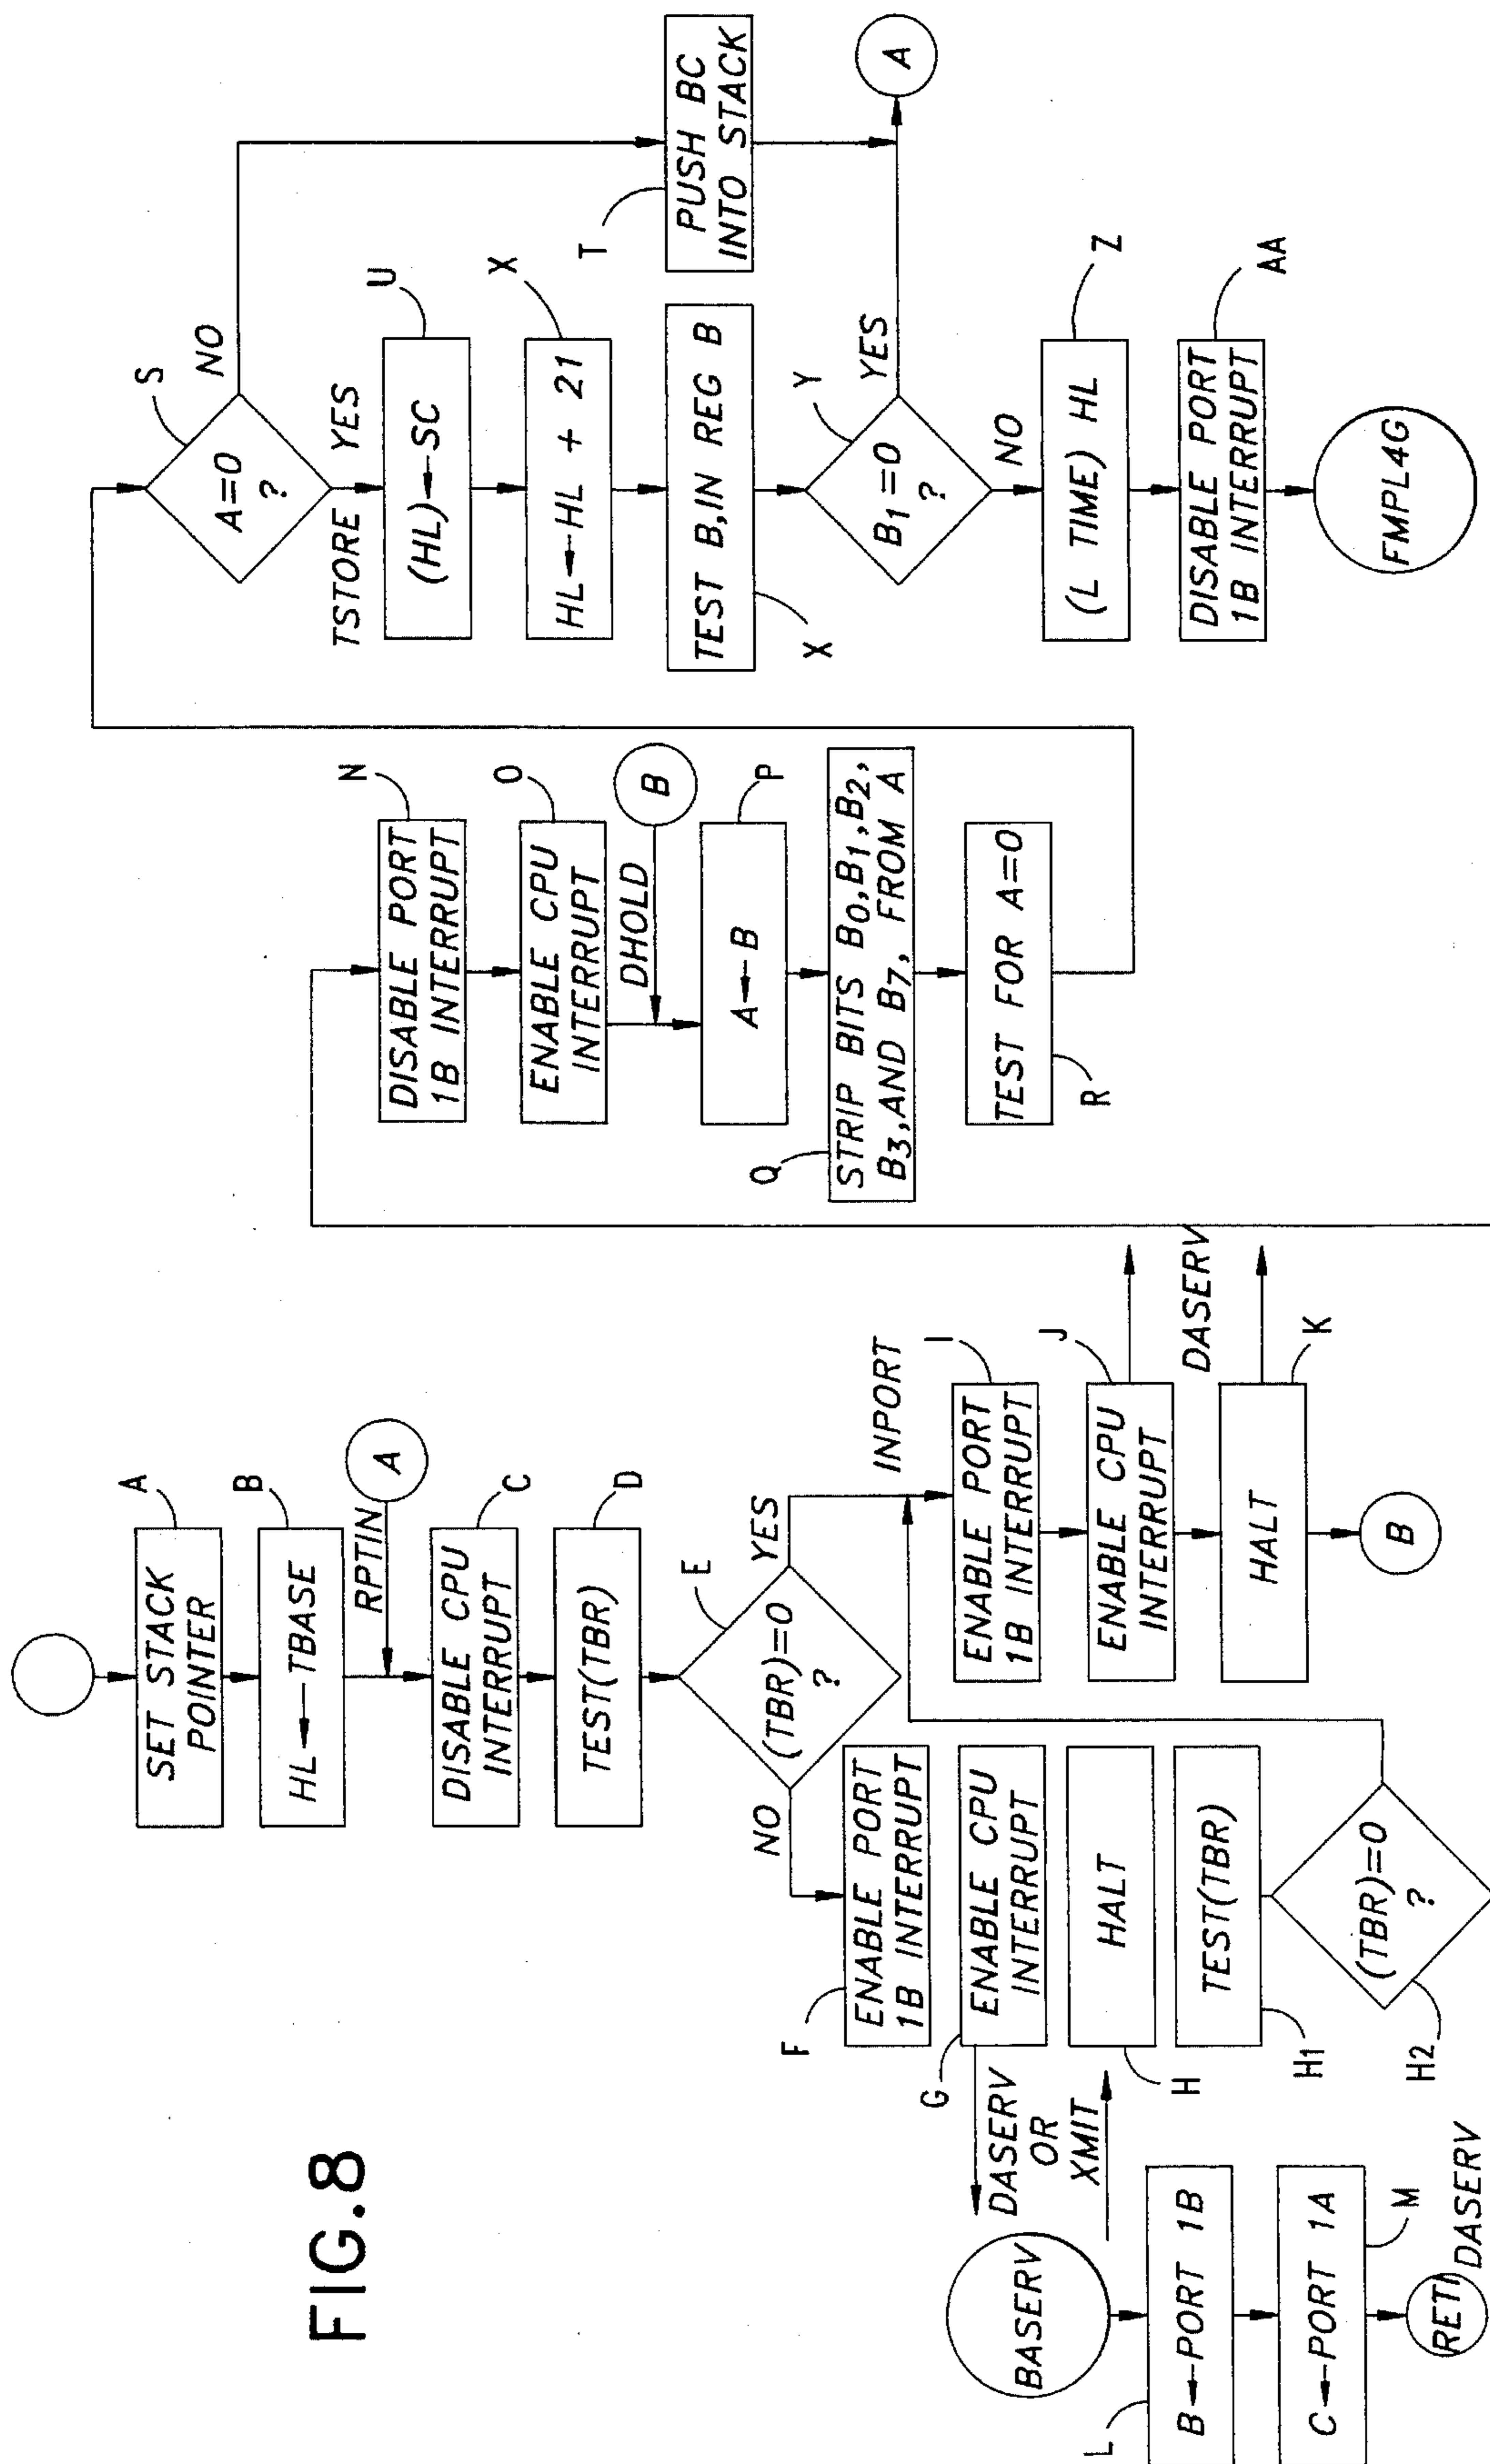 FIG.8
A
SET STACK
POINTER
B
HL←TBASE
RPTIN
A
C
DISABLE CPU
INTERRUPT
D
TEST(TBR)
E
(TBR)=0
?
NO
YES
F
ENABLE PORT
1B INTERRUPT
G
ENABLE CPU
INTERRUPT
DASERV
OR
XMIT
H
HALT
H1
TEST(TBR)
H2
(TBR)=0
?
BASERV
L
B←PORT 1B
C←PORT 1A
M
RETI
DASERV
INPORT
I
ENABLE PORT
1B INTERRUPT
J
ENABLE CPU
INTERRUPT
DASERV
K
HALT
B
N
DISABLE PORT
1B INTERRUPT
O
ENABLE CPU
INTERRUPT
DHOLD
B
P
A←B
Q
STRIP BITS B0,B1,B2,
B3,AND B7, FROM A
TEST FOR A=0
R
S
A=0
?
NO
TSTORE YES
U
(HL)←SC
X
HL←HL + 21
TEST B,IN REG B
X
T
PUSH BC
INTO STACK
Y
B1=0
?
YES
A
NO
Z
(L TIME) HL
AA
DISABLE PORT
1B INTERRUPT
FMPL4G